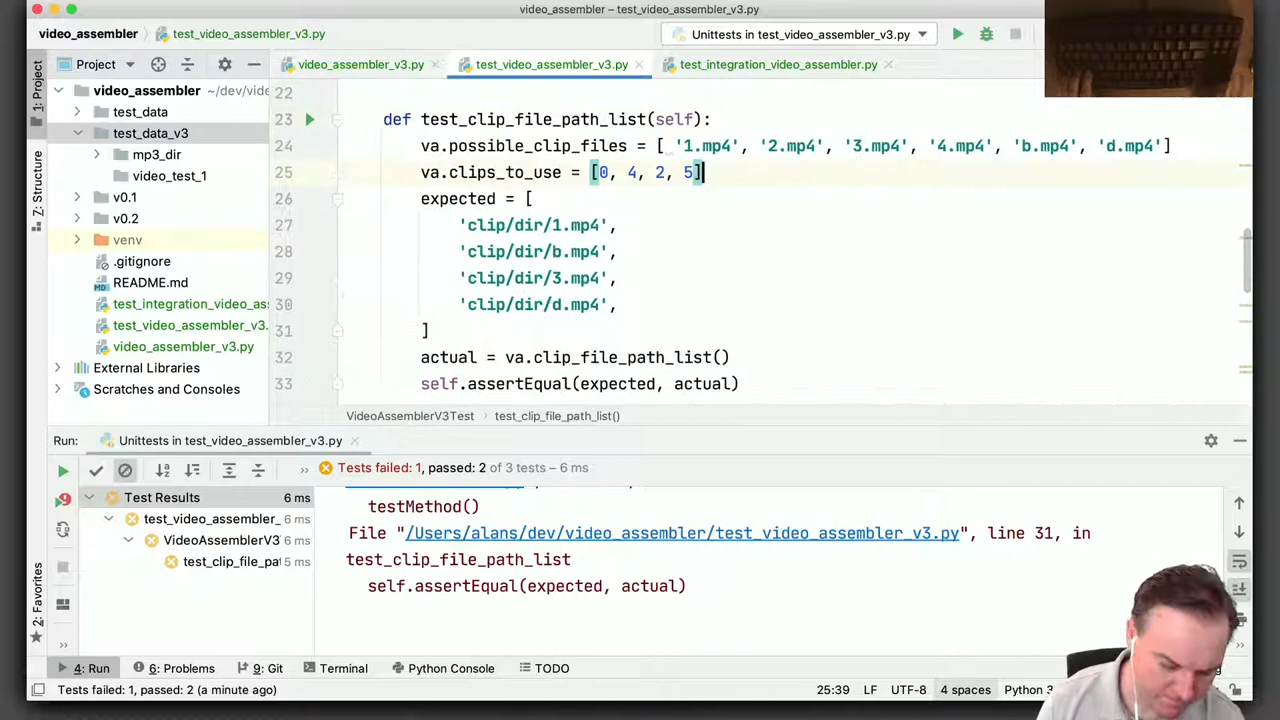 video_assembler – test_video_assembler_v3.py
video_assembler
test_video_assembler_v3.py
Unittests in test_video_assembler_v3.py
1: Project
Project
video_assembler_v3.py
test_video_assembler_v3.py
test_integration_video_assembler.py
video_assembler ~/dev/vide
test_data
test_data_v3
mp3_dir
video_test_1
v0.1
v0.2
venv
.gitignore
README.md
test_integration_video_as
test_video_assembler_v3.
video_assembler_v3.py
External Libraries
Scratches and Consoles
Z: Structure
2: Favorites
22
23 def test_clip_file_path_list(self):
24 va.possible_clip_files = [ '1.mp4', '2.mp4', '3.mp4', '4.mp4', 'b.mp4', 'd.mp4']
25 va.clips_to_use = [0, 4, 2, 5]
26 expected = [
27 'clip/dir/1.mp4',
28 'clip/dir/b.mp4',
29 'clip/dir/3.mp4',
30 'clip/dir/d.mp4',
31 ]
32 actual = va.clip_file_path_list()
33 self.assertEqual(expected, actual)
VideoAssemblerV3Test › test_clip_file_path_list()
Run: Unittests in test_video_assembler_v3.py
Tests failed: 1, passed: 2 of 3 tests – 6 ms
Test Results 6 ms
test_video_assembler_ 6 ms
VideoAssemblerV3 6 ms
test_clip_file_pa 5 ms
testMethod()
File "/Users/alans/dev/video_assembler/test_video_assembler_v3.py", line 31, in
test_clip_file_path_list
self.assertEqual(expected, actual)
4: Run
6: Problems
9: Git
Terminal
Python Console
TODO
Tests failed: 1, passed: 2 (a minute ago)
25:39
LF
UTF-8
4 spaces
Python 3